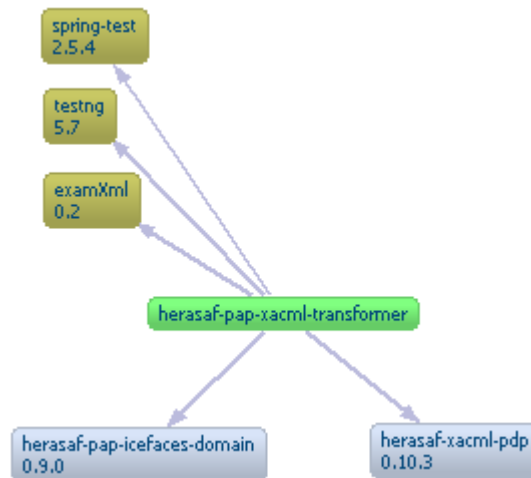 spring-test
2.5.4
testng
5.7
examXml
0.2
herasaf-pap-xacml-transformer
herasaf-pap-icefaces-domain
0.9.0
herasaf-xacml-pdp
0.10.3